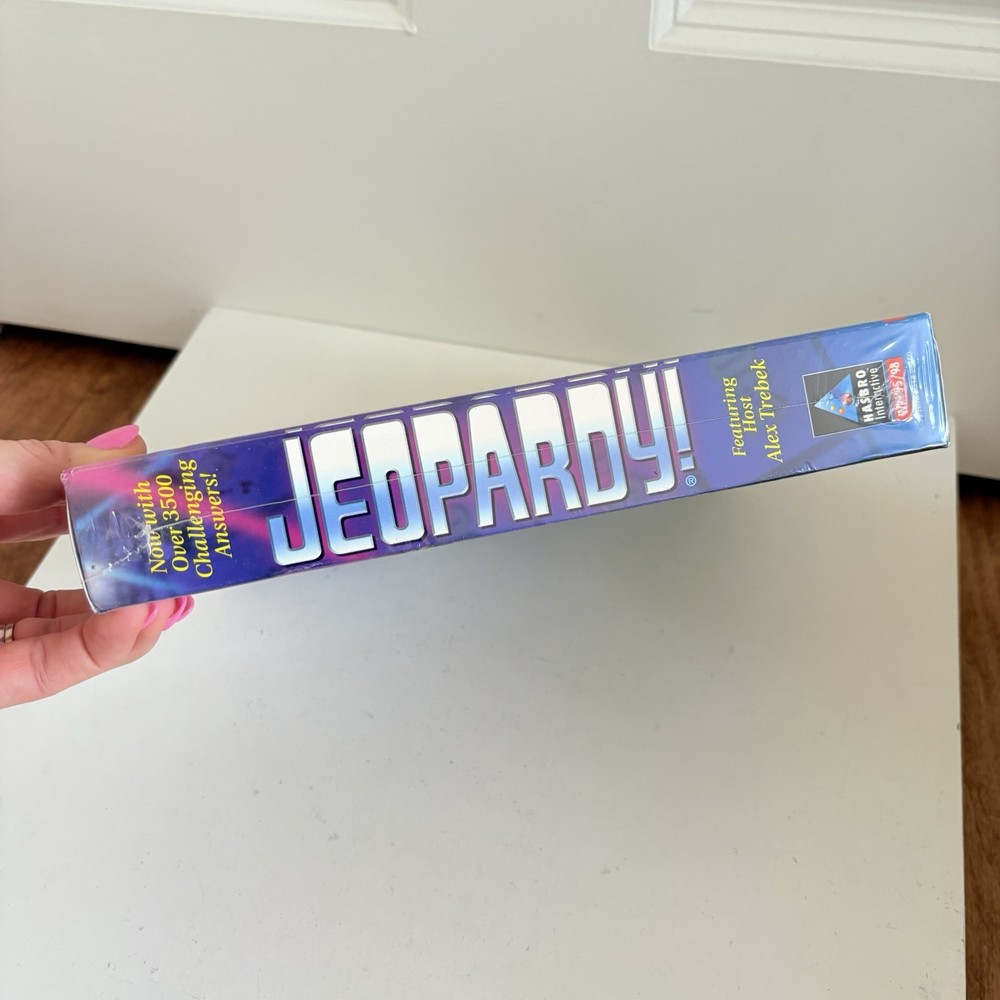 Now with
Over 3500
Challenging
Answers!
JEOPARDY!®
Featuring
Host
Alex Trebek
HASBRO
Interactive